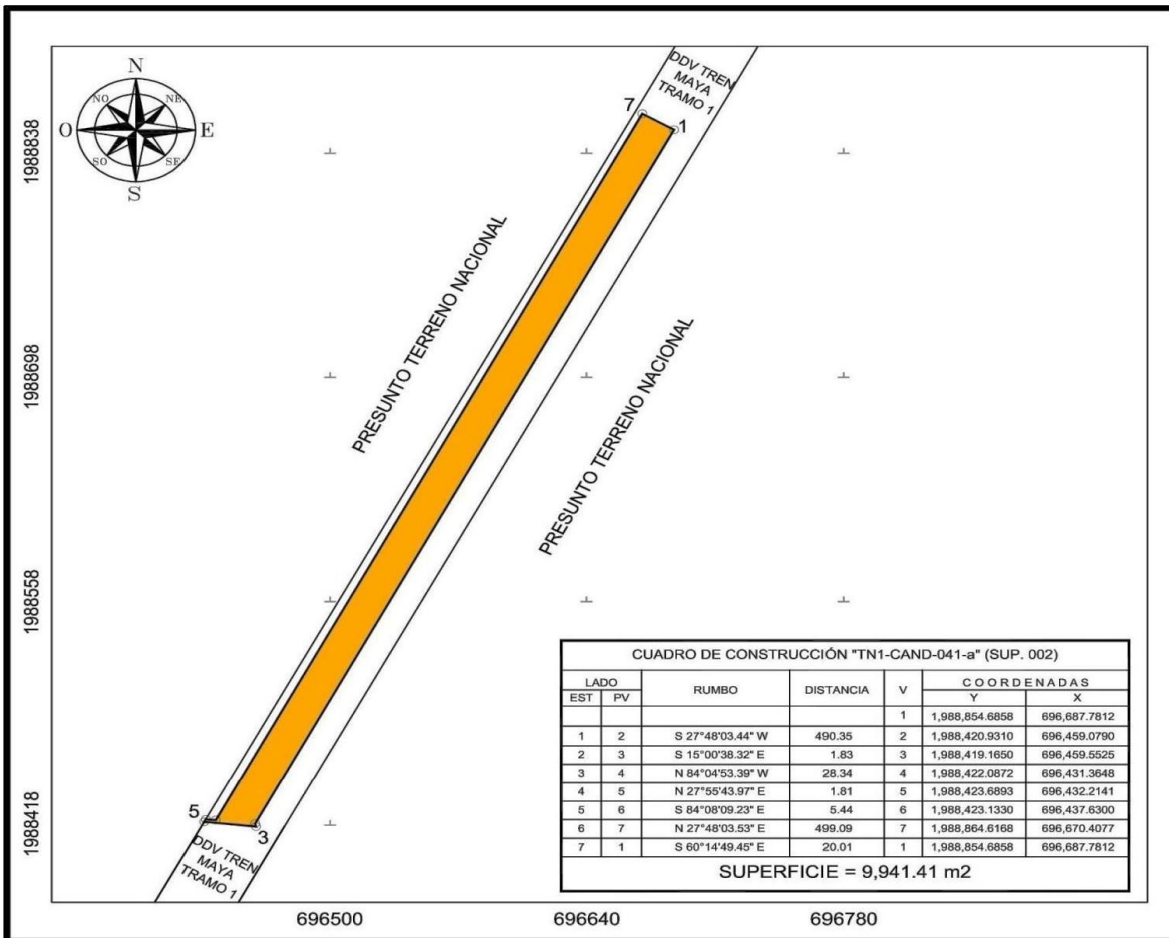 N
NO NE
O E
SO SE
S
DDV TREN
MAYA
TRAMO 1
7
1
PRESUNTO TERRENO NACIONAL
PRESUNTO TERRENO NACIONAL
5
3
DDV TREN
MAYA
TRAMO 1
1988838
1988698
1988558
1988418
696500 696640 696780
CUADRO DE CONSTRUCCIÓN "TN1-CAND-041-a" (SUP. 002)
LADO RUMBO DISTANCIA V COORDENADAS
EST PV Y X
1 1,988,854.6858 696,687.7812
1 2 S 27°48'03.44" W 490.35 2 1,988,420.9310 696,459.0790
2 3 S 15°00'38.32" E 1.83 3 1,988,419.1650 696,459.5525
3 4 N 84°04'53.39" W 28.34 4 1,988,422.0872 696,431.3648
4 5 N 27°55'43.97" E 1.81 5 1,988,423.6893 696,432.2141
5 6 S 84°08'09.23" E 5.44 6 1,988,423.1330 696,437.6300
6 7 N 27°48'03.53" E 499.09 7 1,988,864.6168 696,670.4077
7 1 S 60°14'49.45" E 20.01 1 1,988,854.6858 696,687.7812
SUPERFICIE = 9,941.41 m2